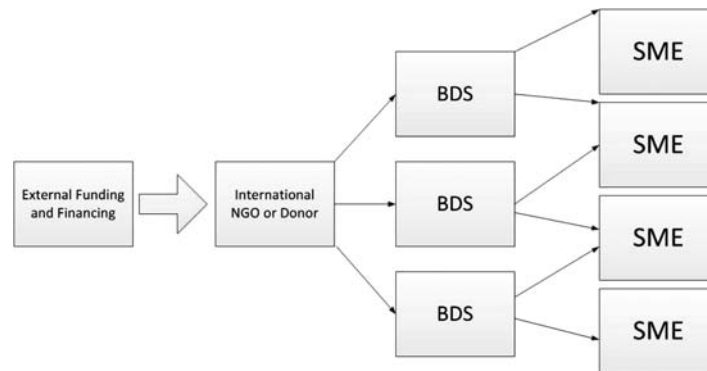 External Funding
and Financing
International
NGO or Donor
BDS
BDS
BDS
SME
SME
SME
SME